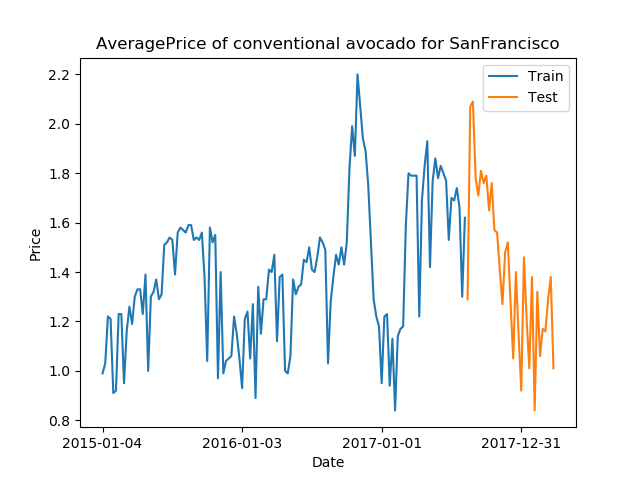 AveragePrice of conventional avocado for SanFrancisco
Train
Test
2.2
2.0
1.8
1.6
1.4
1.2
1.0
0.8
Price
2015-01-04 2016-01-03 2017-01-01 2017-12-31
Date